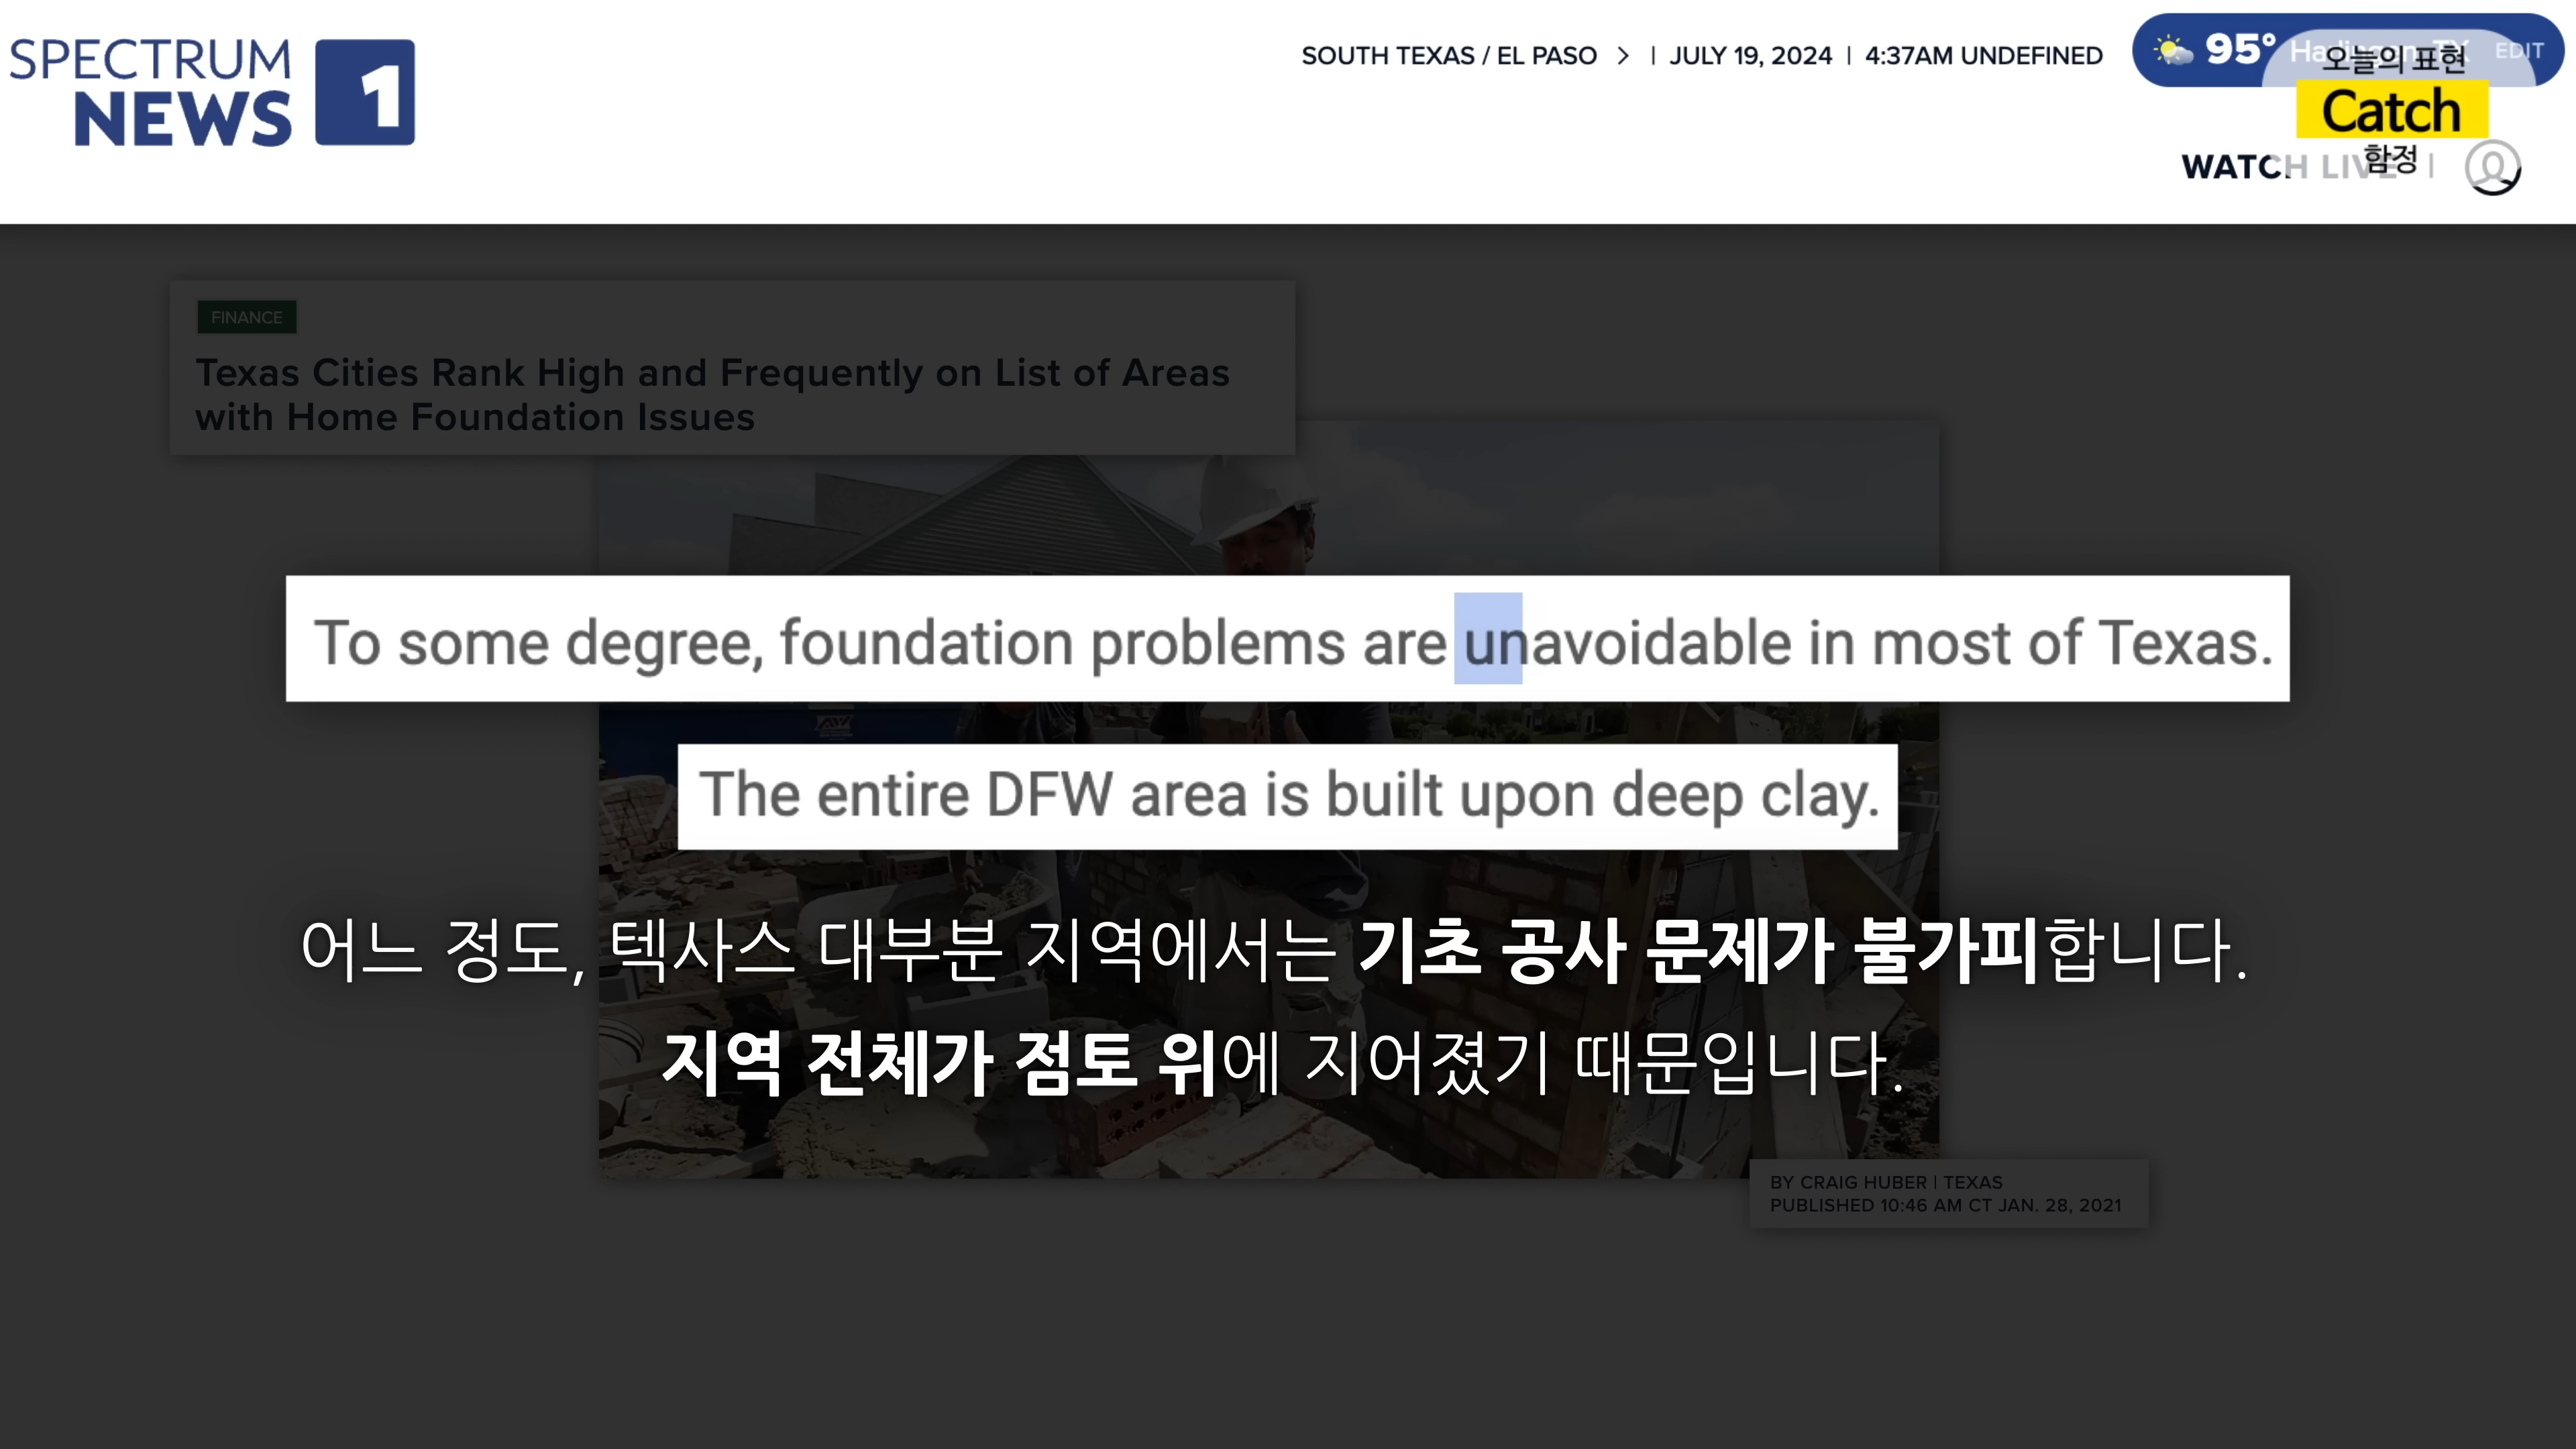 SPECTRUM
NEWS 1
SOUTH TEXAS / EL PASO > | JULY 19, 2024 | 4:37AM UNDEFINED
95° Harlingen, TX EDIT
오늘의 표현
Catch
함정
WATCH LIVE |
FINANCE
Texas Cities Rank High and Frequently on List of Areas
with Home Foundation Issues
To some degree, foundation problems are unavoidable in most of Texas.
The entire DFW area is built upon deep clay.
어느 정도, 텍사스 대부분 지역에서는 기초 공사 문제가 불가피합니다.
지역 전체가 점토 위에 지어졌기 때문입니다.
BY CRAIG HUBER | TEXAS
PUBLISHED 10:46 AM CT JAN. 28, 2021